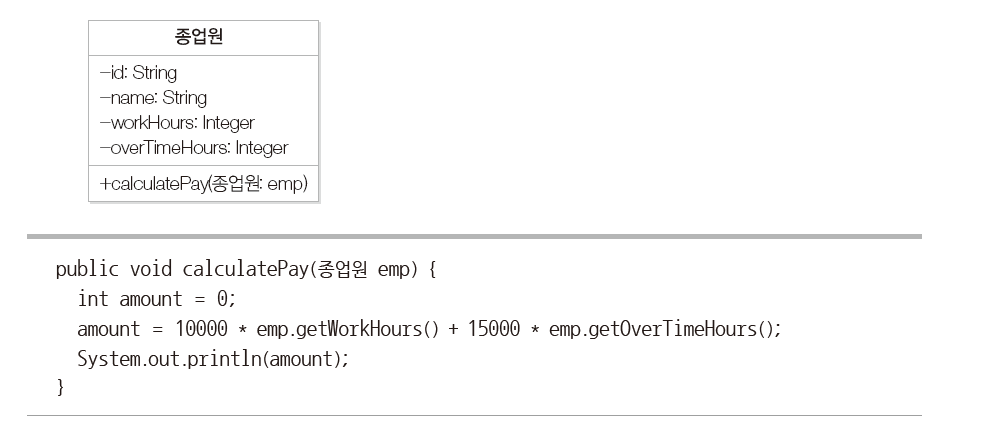 종업원
–id: String
–name: String
–workHours: Integer
–overTimeHours: Integer
+calculatePay(종업원: emp)
public void calculatePay(종업원 emp) {
int amount = 0;
amount = 10000 * emp.getWorkHours() + 15000 * emp.getOverTimeHours();
System.out.println(amount);
}